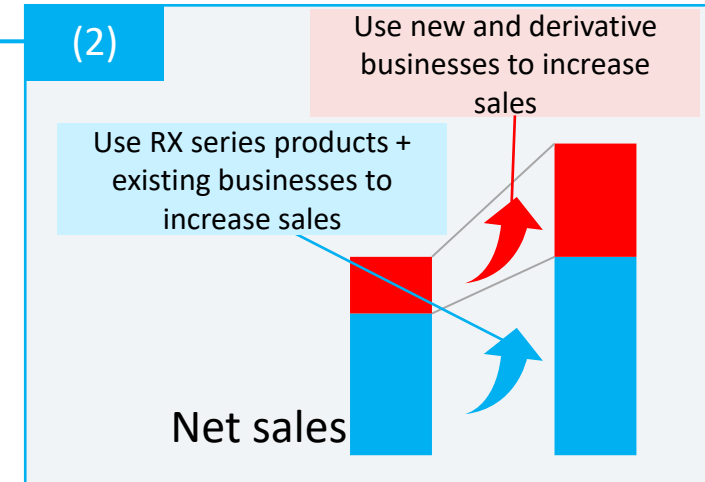 (2)
Use new and derivative
businesses to increase
sales
Use RX series products +
existing businesses to
increase sales
Net sales